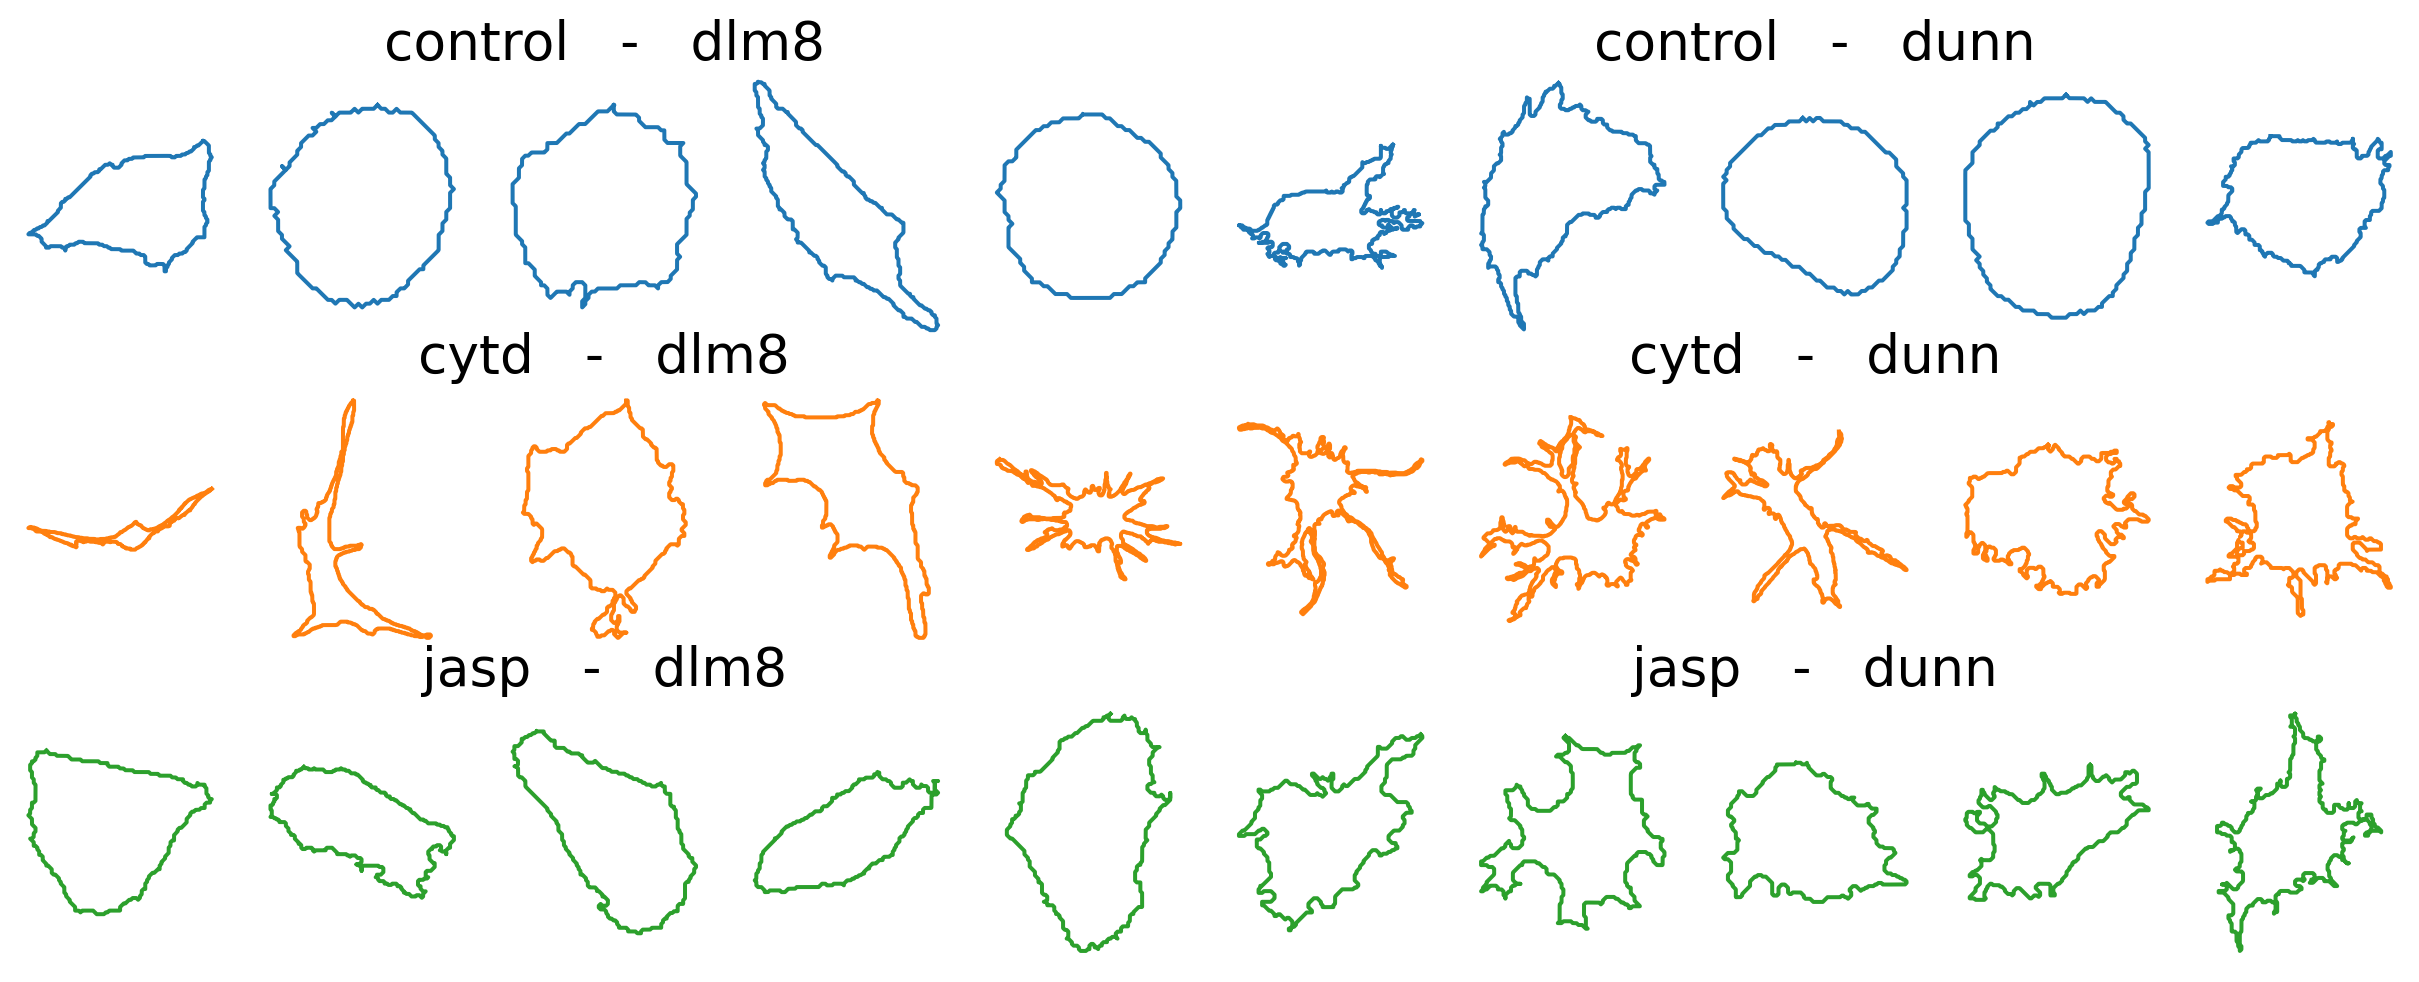 control - dlm8
control - dunn
cytd - dlm8
cytd - dunn
jasp - dlm8
jasp - dunn